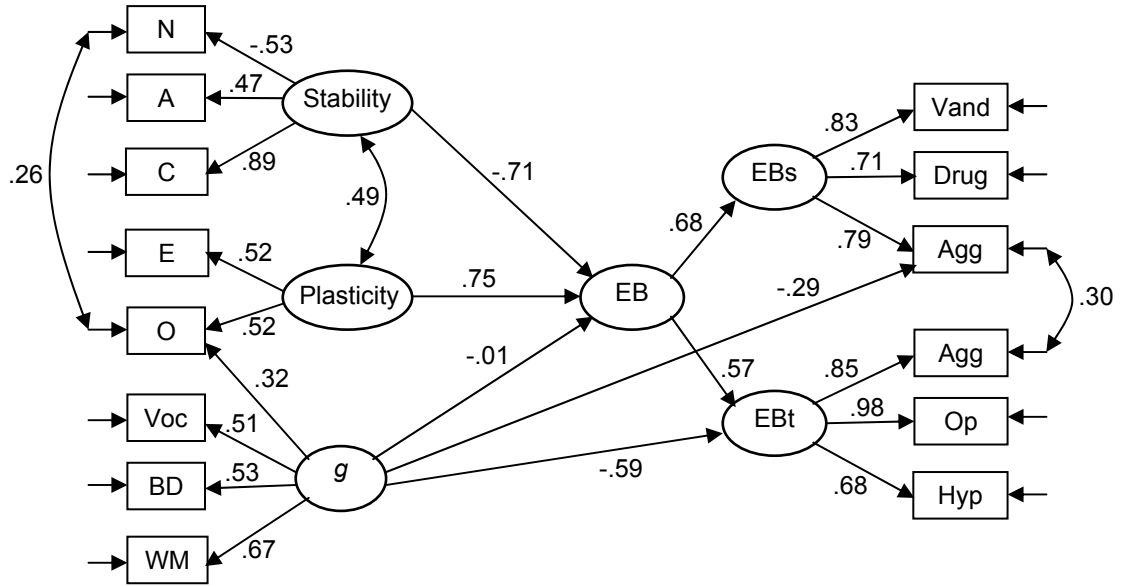 N
-.53
A
.47
Stability
C
.89
.26
.49
-.71
E
.52
Plasticity
.75
O
.52
.32
-.01
Voc
.51
BD
.53
g
WM
.67
EB
.68
.57
-.29
-.59
EBs
.83
Vand
.71
Drug
.79
Agg
.30
EBt
.85
Agg
.98
Op
.68
Hyp